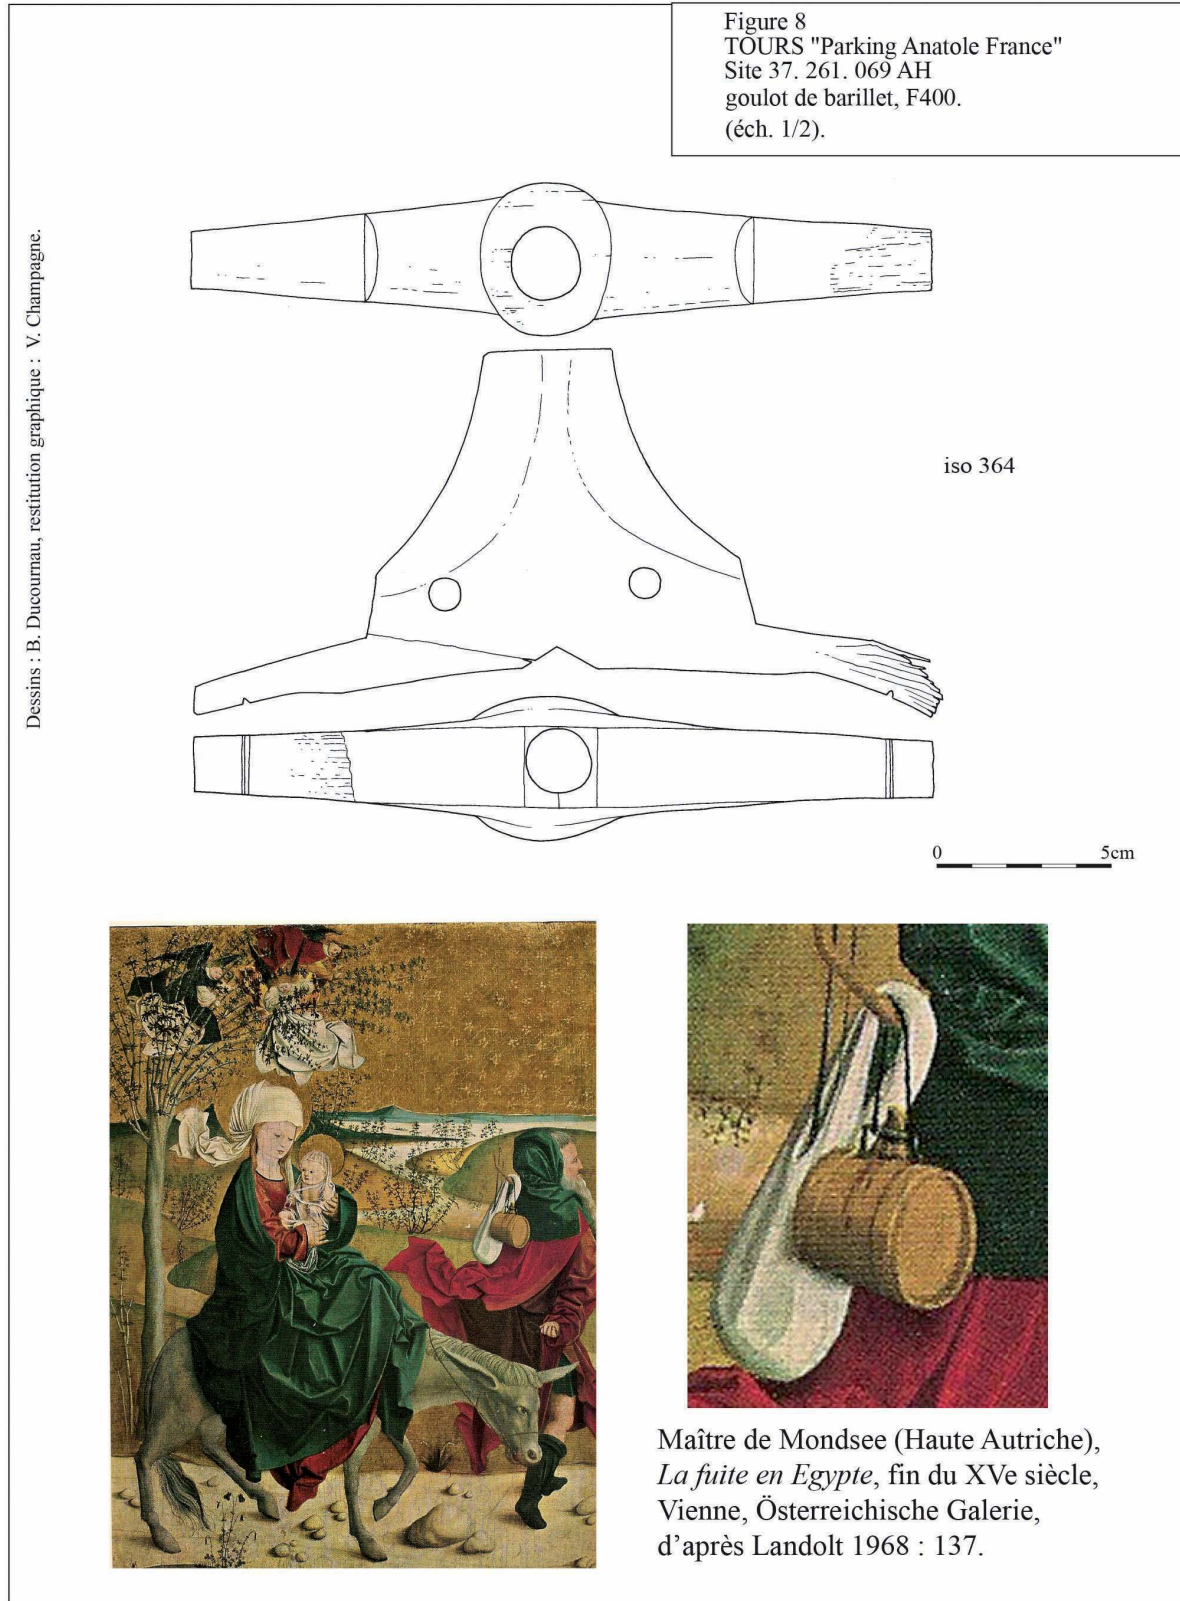 Figure 8
TOURS "Parking Anatole France"
Site 37. 261. 069 AH
goulot de barillet, F400.
(éch. 1/2).
Dessins : B. Ducournau, restitution graphique : V. Champagne.
iso 364
0 5cm
Maître de Mondsee (Haute Autriche),
La fuite en Egypte, fin du XVe siècle,
Vienne, Österreichische Galerie,
d'après Landolt 1968 : 137.